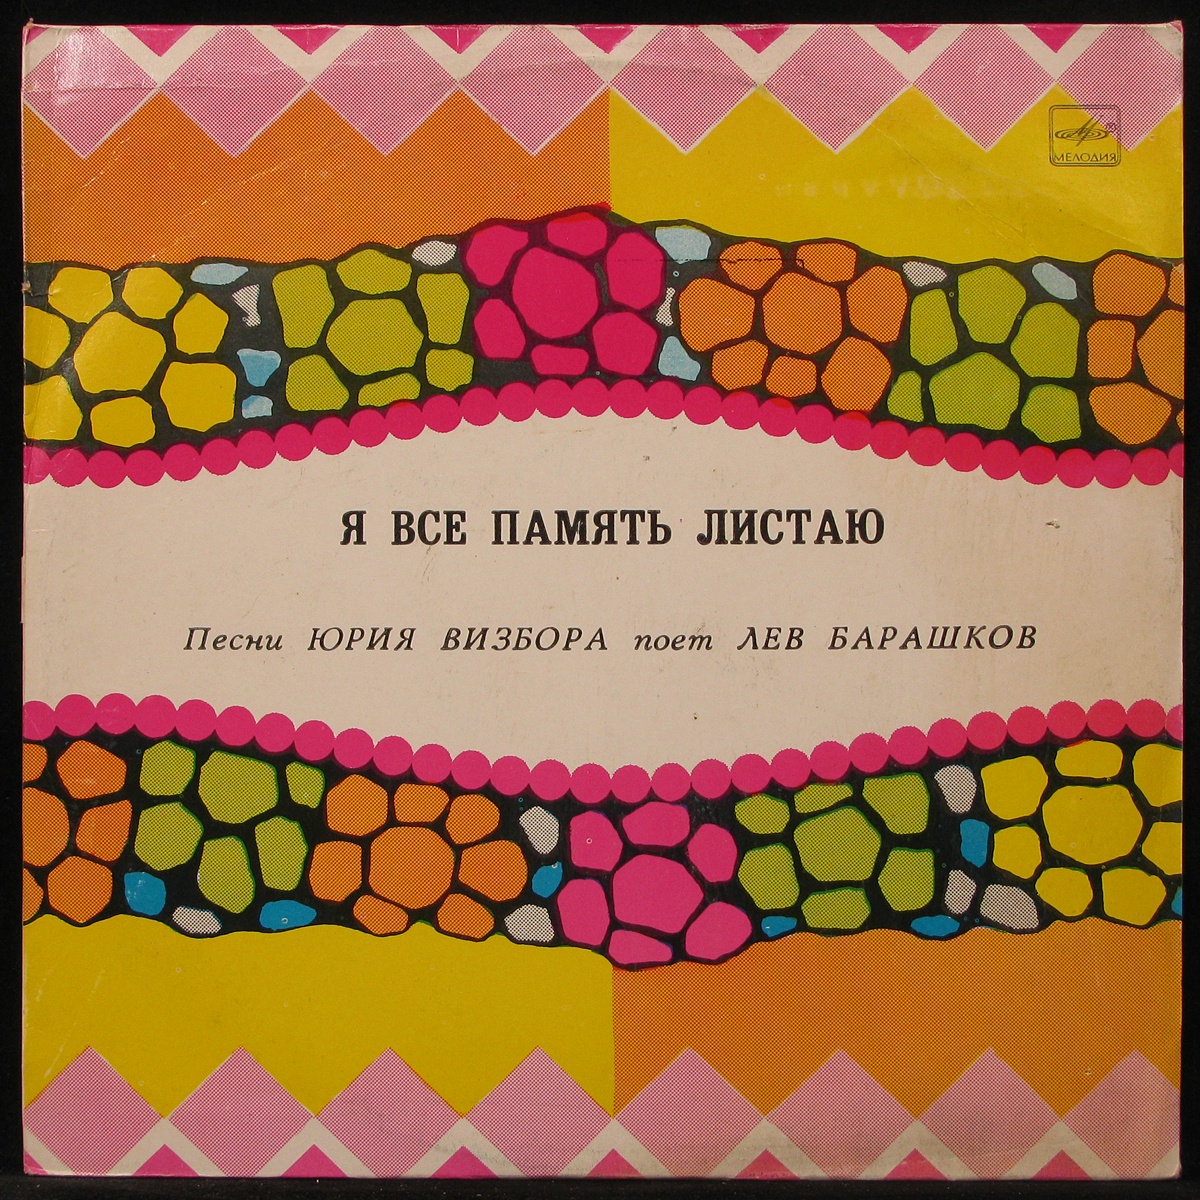 МЕЛОДИЯ
Я ВСЕ ПАМЯТЬ ЛИСТАЮ
Песни ЮРИЯ ВИЗБОРА поет ЛЕВ БАРАШКОВ